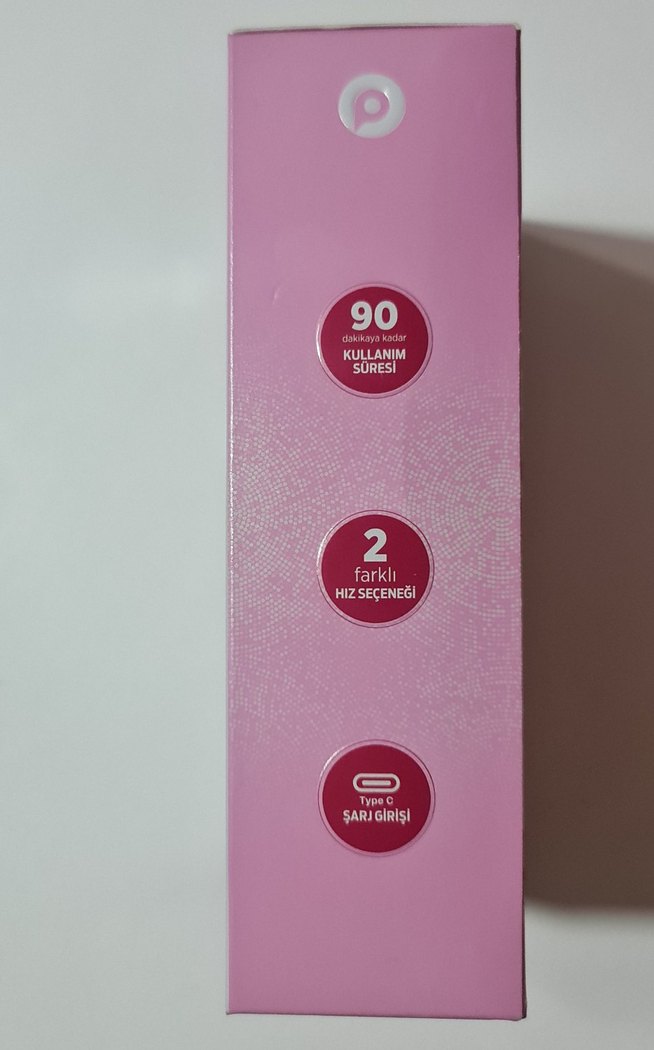 90
dakikaya kadar
KULLANIM
SÜRESİ
2
farklı
HIZ SEÇENEĞİ
Type C
ŞARJ GİRİŞİ